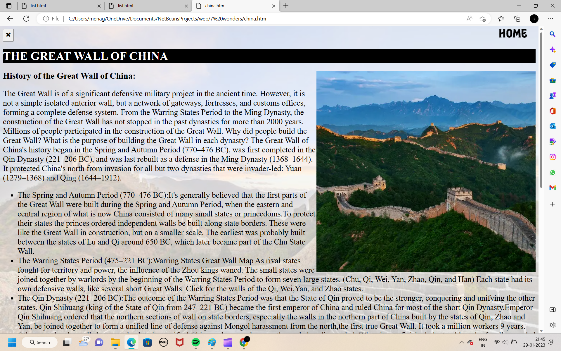 list.html
list.html
china.html
File
HOME
THE GREAT WALL OF CHINA
History of the Great Wall of China:
The Great Wall is of a significant defensive military project in the ancient time. However, it is
not a simple isolated anterior wall, but a network of gateways, fortresses, and customs offices,
forming a complete defense system. From the Warring States Period to the Ming Dynasty, the
construction of the Great Wall has not stopped in the past dynasties for more than 2000 years.
Millions of people participated in the construction of the Great Wall. Why did people build the
Great Wall? What is the purpose of building the Great Wall in each dynasty? The Great Wall of
China's history began in the Spring and Autumn Period (770–476 BC), was first completed in the
Qin Dynasty (221–206 BC), and was last rebuilt as a defense in the Ming Dynasty (1368–1644).
It protected China's north from invasion for all but two dynasties that were invader-led: Yuan
(1279–1368) and Qing (1644–1912).
• The Spring and Autumn Period (770–476 BC):It's generally believed that the first parts of
the Great Wall were built during the Spring and Autumn Period, when the eastern and
central region of what is now China consisted of many small states or princedoms. To protect
their states the princes ordered independent walls be built along state borders. These were
like the Great Wall in construction, but on a smaller scale. The earliest was probably built
between the states of Lu and Qi around 650 BC, which later became part of the Chu State
Wall.
• The Warring States Period (475–221 BC):Warring States Great Wall Map As rival states
fought for territory and power, the influence of the Zhou kings waned. The small states were
joined together by warlords by the beginning of the Warring States Period to form seven large states. (Chu, Qi, Wei, Yan, Zhao, Qin, and Han) Each state had its
own defensive walls, like several short Great Walls. Click for the walls of the Qi, Wei, Yan, and Zhao states.
• The Qin Dynasty (221–206 BC):The outcome of the Warring States Period was that the State of Qin proved to be the stronger, conquering and unifying the other
states. Qin Shihuang (king of the State of Qin from 247–221 BC) became the first emperor of China and ruled China for most of the short Qin Dynasty.Emperor
Qin Shihuang ordered that the northern sections of wall on state borders, especially the walls in the northern part of China built by the states of Qin, Zhao and
Yan, be joined together to form a unified line of defense against Mongol harassment from the north,the first true Great Wall. It took a million workers 9 years.
Search
ENG
IN